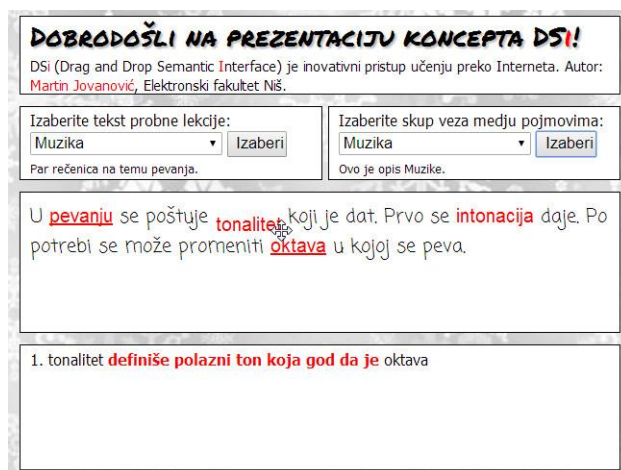 Dobrodošli na prezentaciju koncepta DSi!
DSi (Drag and Drop Semantic Interface) je inovativni pristup učenju preko Interneta. Autor:
Martin Jovanović, Elektronski fakultet Niš.
Izaberite tekst probne lekcije:
Muzika Izaberi
Par rečenica na temu pevanja.
Izaberite skup veza medju pojmovima:
Muzika Izaberi
Ovo je opis Muzike.
U pevanju se poštuje tonalitet koji je dat. Prvo se intonacija daje. Po
potrebi se može promeniti oktava u kojoj se peva.
1. tonalitet definiše polazni ton koja god da je oktava